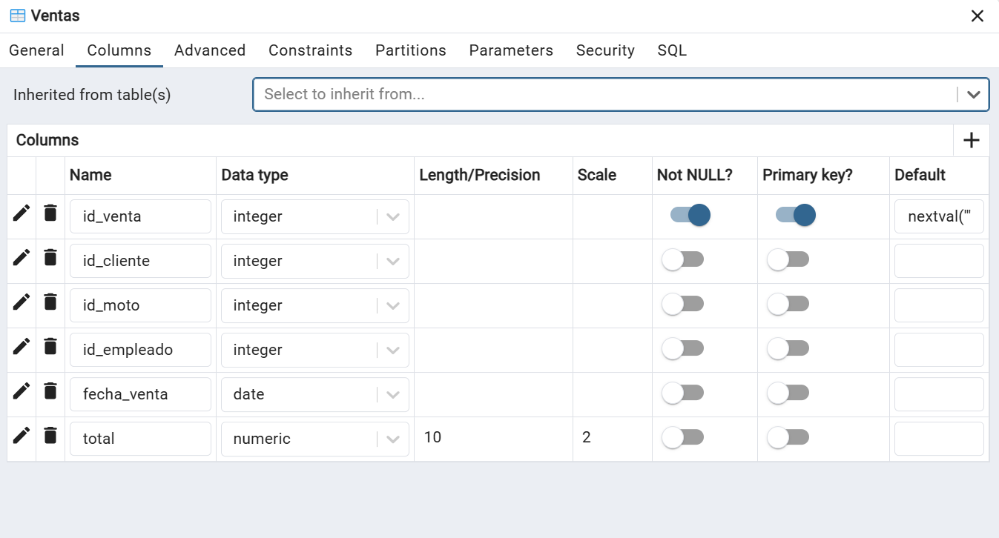 Ventas
General Columns Advanced Constraints Partitions Parameters Security SQL
Inherited from table(s) Select to inherit from...
Columns
Name Data type Length/Precision Scale Not NULL? Primary key? Default
id_venta integer nextval('"
id_cliente integer
id_moto integer
id_empleado integer
fecha_venta date
total numeric 10 2